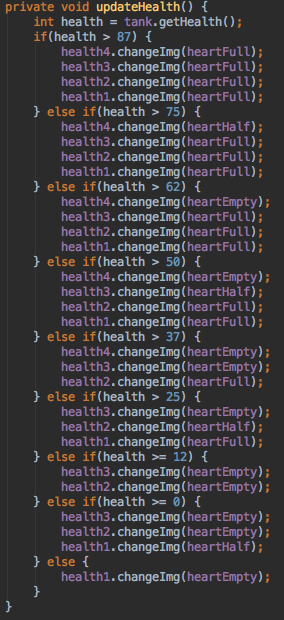 private void updateHealth() {
    int health = tank.getHealth();
    if(health > 87) {
        health4.changeImg(heartFull);
        health3.changeImg(heartFull);
        health2.changeImg(heartFull);
        health1.changeImg(heartFull);
    } else if(health > 75) {
        health4.changeImg(heartHalf);
        health3.changeImg(heartFull);
        health2.changeImg(heartFull);
        health1.changeImg(heartFull);
    } else if(health > 62) {
        health4.changeImg(heartEmpty);
        health3.changeImg(heartFull);
        health2.changeImg(heartFull);
        health1.changeImg(heartFull);
    } else if(health > 50) {
        health4.changeImg(heartEmpty);
        health3.changeImg(heartHalf);
        health2.changeImg(heartFull);
        health1.changeImg(heartFull);
    } else if(health > 37) {
        health4.changeImg(heartEmpty);
        health3.changeImg(heartEmpty);
        health2.changeImg(heartFull);
    } else if(health > 25) {
        health3.changeImg(heartEmpty);
        health2.changeImg(heartHalf);
        health1.changeImg(heartFull);
    } else if(health >= 12) {
        health3.changeImg(heartEmpty);
        health2.changeImg(heartEmpty);
    } else if(health >= 0) {
        health3.changeImg(heartEmpty);
        health2.changeImg(heartEmpty);
        health1.changeImg(heartHalf);
    } else {
        health1.changeImg(heartEmpty);
    }
}